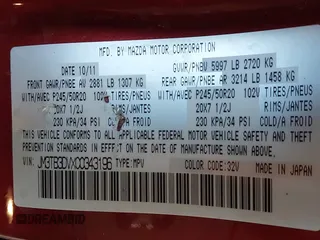 MFD. BY MAZDA MOTOR CORPORATION
DATE 10/11 GVWR/PNBV 5997 LB 2720 KG
FRONT GAWR/PNBE AV 2881 LB 1307 KG REAR GAWR/PNBE AR 3214 LB 1458 KG
WITH/AVEC P245/50R20 102V TIRES/PNEUS WITH/AVEC P245/50R20 102V TIRES/PNEUS
20X7 1/2J RIMS/JANTES 20X7 1/2J RIMS/JANTES
230 KPA/34 PSI COLD/A FROID 230 KPA/34 PSI COLD/A FROID
THIS VEHICLE CONFORMS TO ALL APPLICABLE FEDERAL MOTOR VEHICLE SAFETY AND THEFT
PREVENTION STANDARDS IN EFFECT ON THE DATE OF MANUFACTURE SHOWN ABOVE.
VIN: JM3TB3DVXC0343196 TYPE: MPV COLOR CODE: 32V MADE IN JAPAN
© DREAMBID